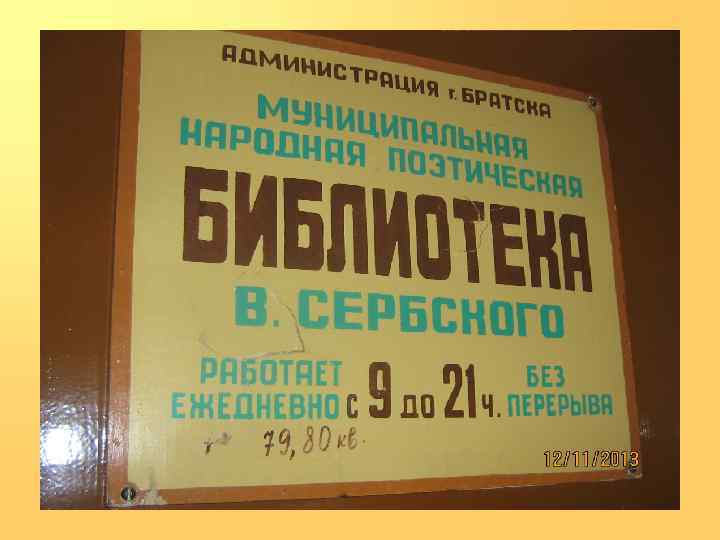 АДМИНИСТРАЦИЯ г. БРАТСКА
МУНИЦИПАЛЬНАЯ
НАРОДНАЯ ПОЭТИЧЕСКАЯ
БИБЛИОТЕКА
В. СЕРБСКОГО
РАБОТАЕТ ЕЖЕДНЕВНО С 9 ДО 21 Ч. БЕЗ ПЕРЕРЫВА
79, 80 кв.
12/11/2013